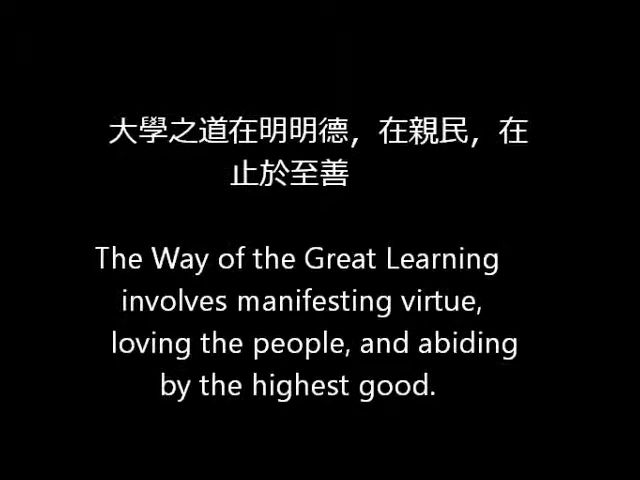 大學之道在明明德，在親民，在
止於至善
The Way of the Great Learning
involves manifesting virtue,
loving the people, and abiding
by the highest good.